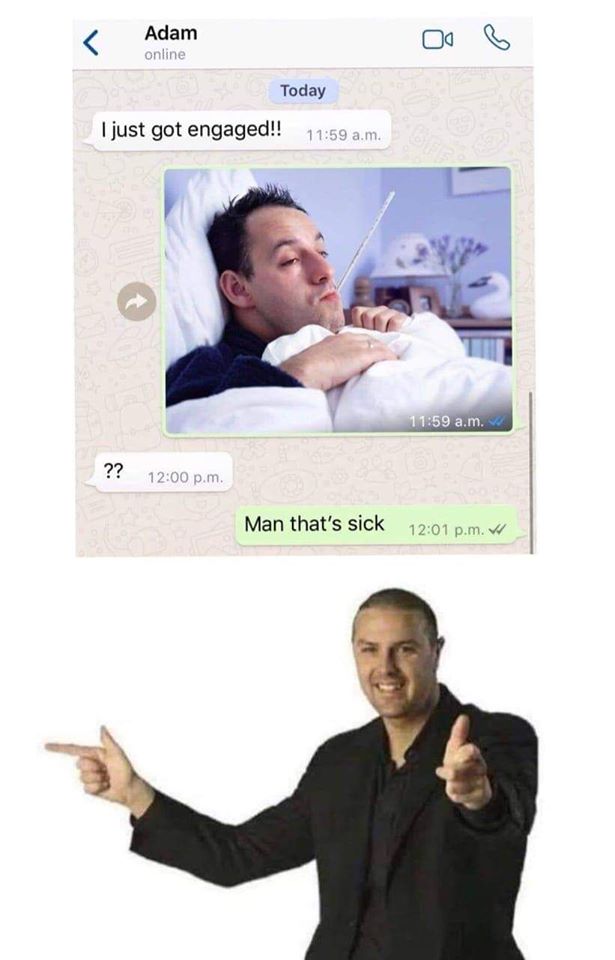 Adam
online
Today
I just got engaged!! 11:59 a.m.
11:59 a.m.
?? 12:00 p.m.
Man that's sick 12:01 p.m.